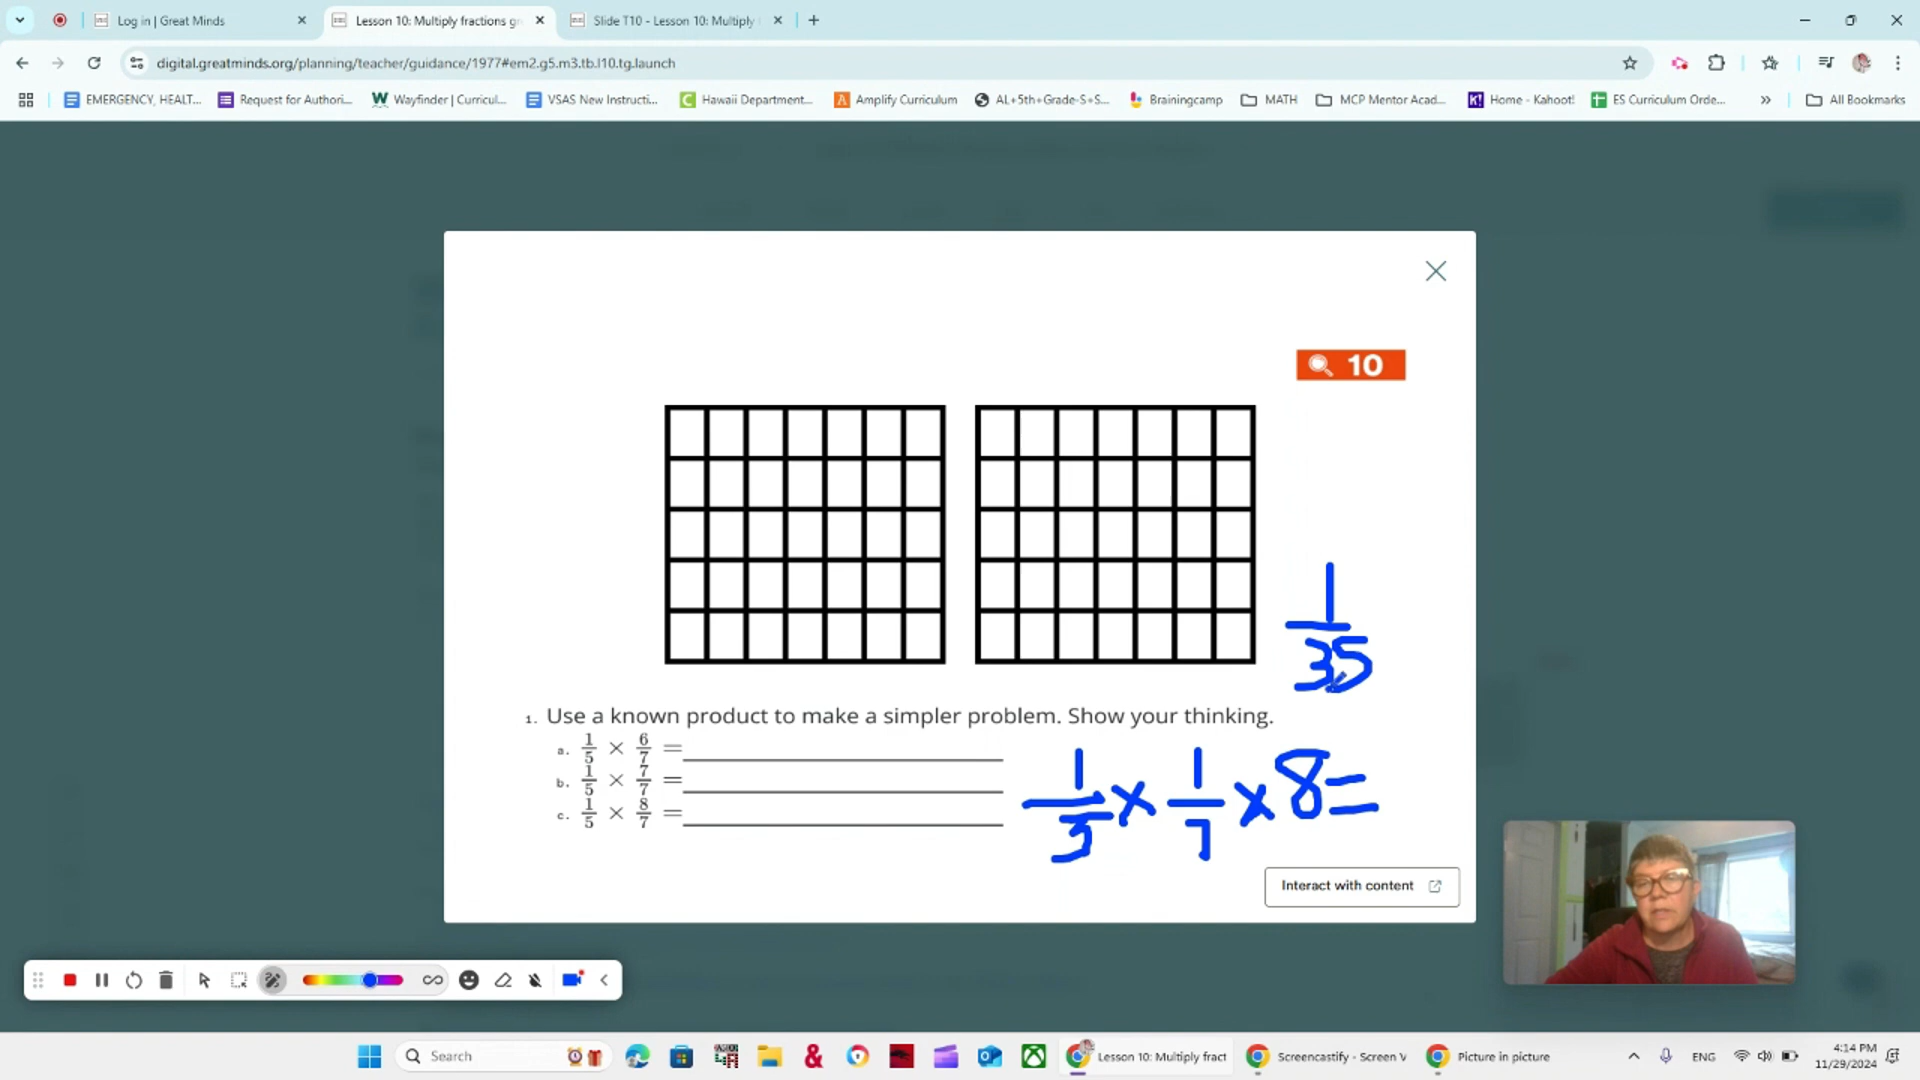 Log in | Great Minds
Lesson 10: Multiply fractions gr
Slide T10 - Lesson 10: Multiply
digital.greatminds.org/planning/teacher/guidance/1977#em2.g5.m3.tb.l10.tg.launch
EMERGENCY, HEALT...
Request for Authori...
Wayfinder | Curricul...
VSAS New Instructi...
Hawaii Department...
Amplify Curriculum
AL+5th+Grade-S+S...
Brainingcamp
MATH
MCP Mentor Acad...
Home - Kahoot!
ES Curriculum Orde...
All Bookmarks
10
1/35
1. Use a known product to make a simpler problem. Show your thinking.
a. 1/5 × 6/7 =
b. 1/5 × 7/7 =
c. 1/5 × 8/7 =
1/5 × 1/7 × 8 =
Interact with content
Search
Lesson 10: Multiply fract
Screencastify - Screen V
Picture in picture
ENG
4:14 PM
11/29/2024